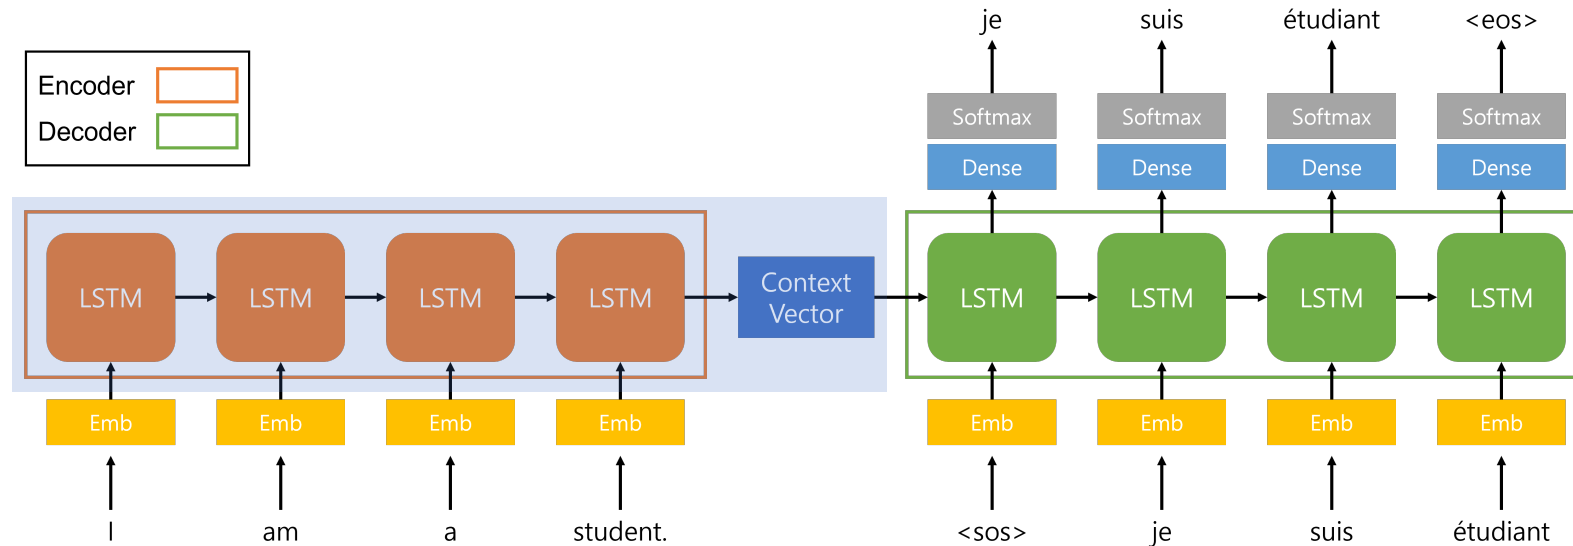 je suis étudiant <eos>
Encoder
Decoder
Softmax Softmax Softmax Softmax
Dense Dense Dense Dense
LSTM LSTM LSTM LSTM Context Vector LSTM LSTM LSTM LSTM
Emb Emb Emb Emb Emb Emb Emb Emb
I am a student. <sos> je suis étudiant